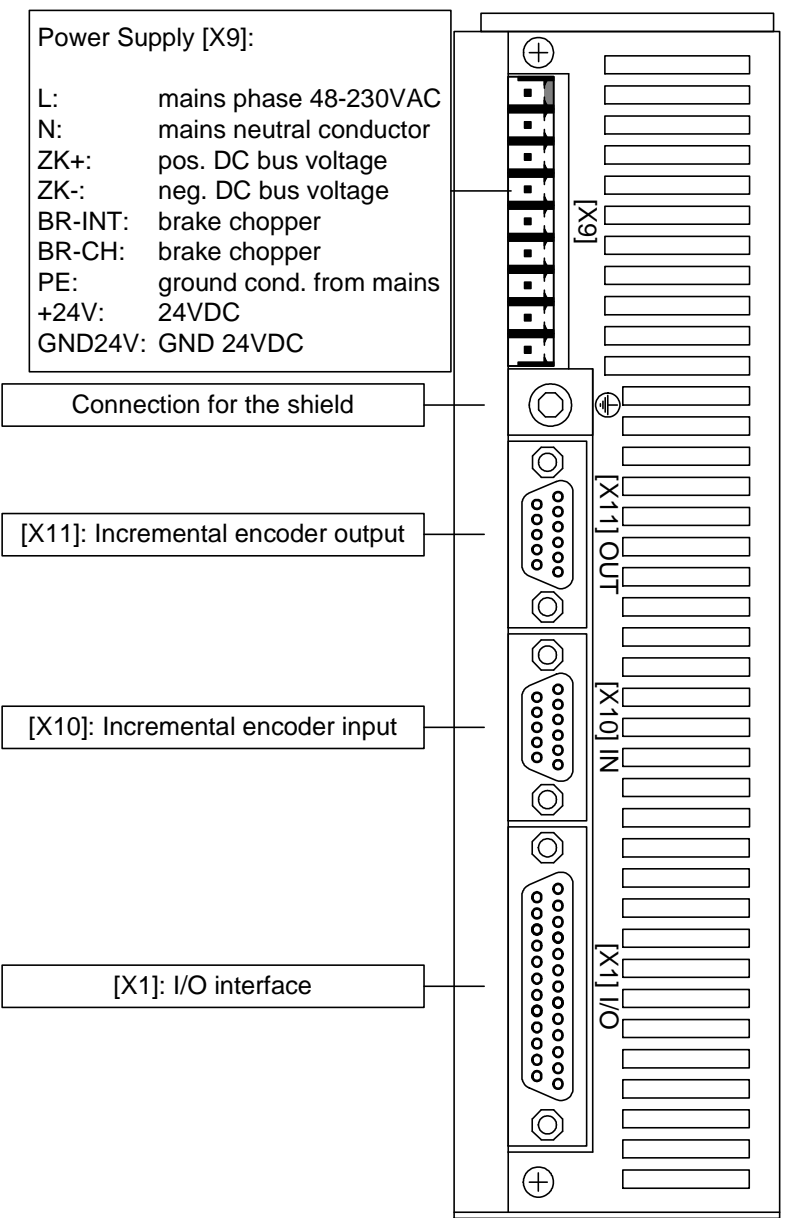 Power Supply [X9]:
L: mains phase 48-230VAC
N: mains neutral conductor
ZK+: pos. DC bus voltage
ZK-: neg. DC bus voltage
BR-INT: brake chopper
BR-CH: brake chopper
PE: ground cond. from mains
+24V: 24VDC
GND24V: GND 24VDC
[X9]
Connection for the shield
[X11]: Incremental encoder output
[X11] OUT
[X10]: Incremental encoder input
[X10] IN
[X1]: I/O interface
[X1] I/O